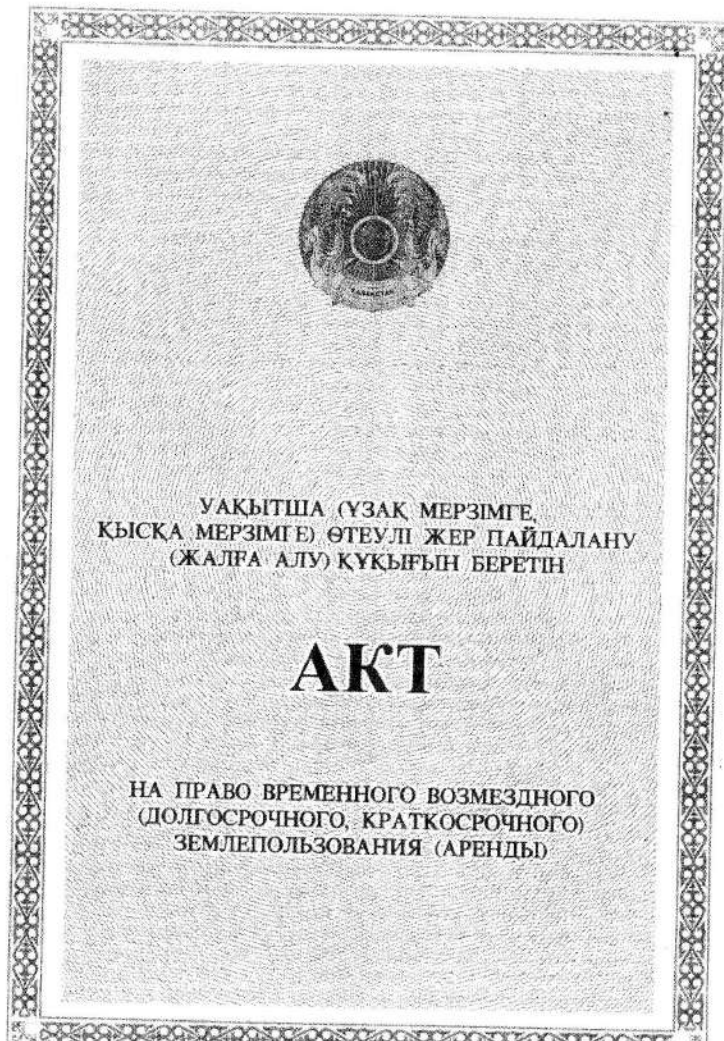 ҚАЗАҚСТАН
УАҚЫТША (ҰЗАҚ МЕРЗІМГЕ,
ҚЫСҚА МЕРЗІМГЕ) ӨТЕУЛІ ЖЕР ПАЙДАЛАНУ
(ЖАЛҒА АЛУ) ҚҰҚЫҒЫН БЕРЕТІН
АКТ
НА ПРАВО ВРЕМЕННОГО ВОЗМЕЗДНОГО
(ДОЛГОСРОЧНОГО, КРАТКОСРОЧНОГО)
ЗЕМЛЕПОЛЬЗОВАНИЯ (АРЕНДЫ)